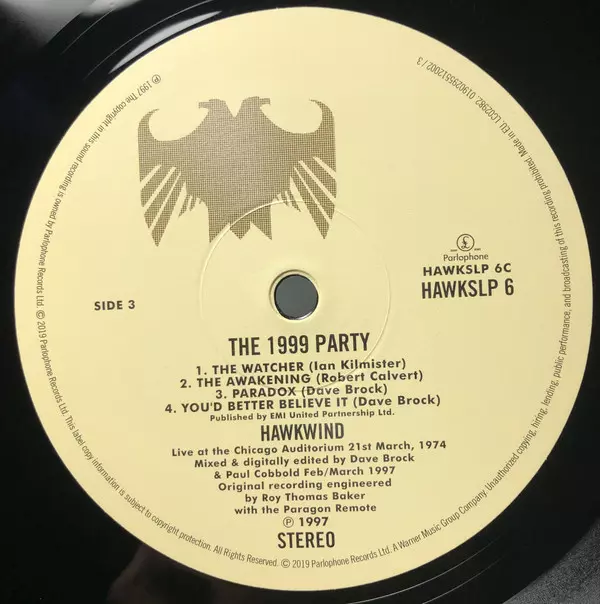 SIDE 3
Parlophone
HAWKSLP 6C
HAWKSLP 6
THE 1999 PARTY
1. THE WATCHER (Ian Kilmister)
2. THE AWAKENING (Robert Calvert)
3. PARADOX (Dave Brock)
4. YOU'D BETTER BELIEVE IT (Dave Brock)
Published by EMI United Partnership Ltd.
HAWKWIND
Live at the Chicago Auditorium 21st March, 1974
Mixed & digitally edited by Dave Brock
& Paul Cobbold Feb/March 1997
Original recording engineered
by Roy Thomas Baker
with the Paragon Remote
℗ 1997
STEREO
℗ 1997 The copyright in this sound recording is owned by Parlophone Records Ltd. © 2019 Parlophone Records Ltd. This label copy information is subject to copyright protection. All Rights Reserved. © 2019 Parlophone Records Ltd. A Warner Music Group Company. Unauthorized copying, hiring, lending, public performance, and broadcasting of this recording prohibited. Made in EU. LC02982. 0190295512002 / 3